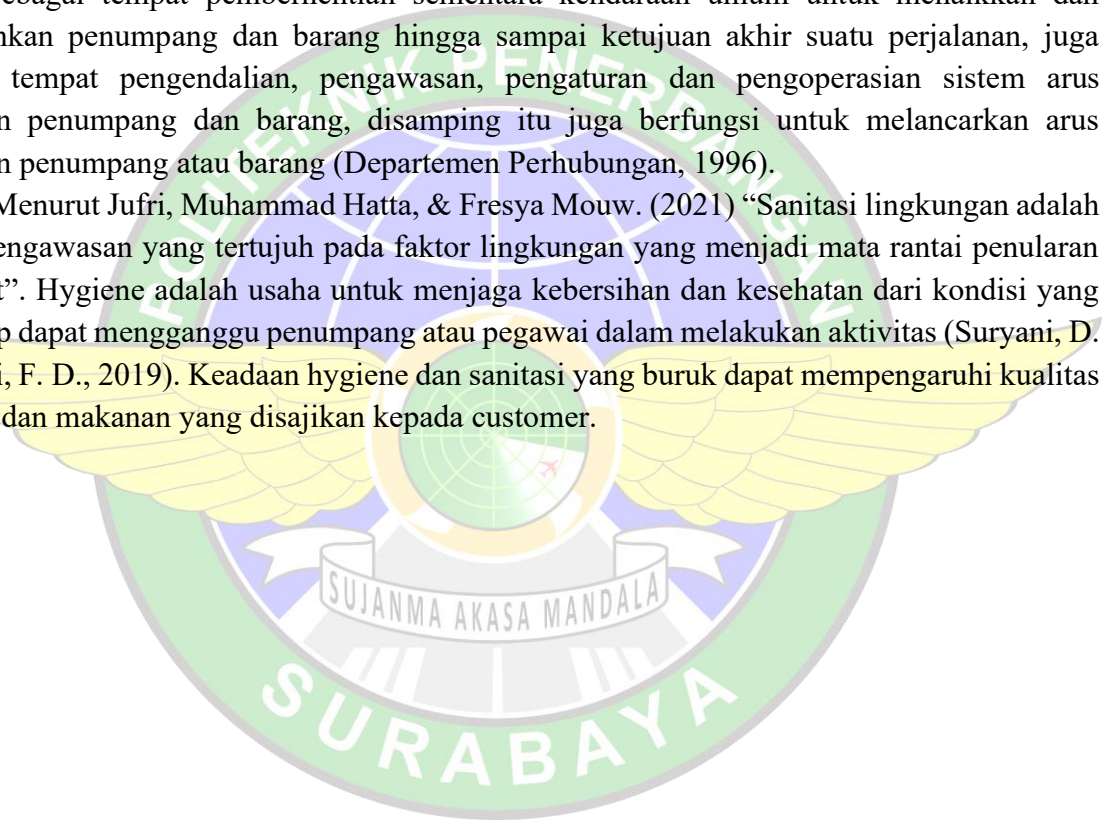 tempat pemberhentian sementara kendaraan umum untuk menaikkan dan
penumpang dan barang hingga sampai ketujuan akhir suatu perjalanan, juga
tempat pengendalian, pengawasan, pengaturan dan pengoperasian sistem arus
penumpang dan barang, disamping itu juga berfungsi untuk melancarkan arus
penumpang atau barang (Departemen Perhubungan, 1996).
Menurut Jufri, Muhammad Hatta, & Fresya Mouw. (2021) “Sanitasi lingkungan adalah
engawasan yang tertujuh pada faktor lingkungan yang menjadi mata rantai penularan
t”. Hygiene adalah usaha untuk menjaga kebersihan dan kesehatan dari kondisi yang
dapat mengganggu penumpang atau pegawai dalam melakukan aktivitas (Suryani, D.
i, F. D., 2019). Keadaan hygiene dan sanitasi yang buruk dapat mempengaruhi kualitas
dan makanan yang disajikan kepada customer.
POLITEKNIK PENERBANGAN
SUJANMA AKASA MANDALA
SURABAYA